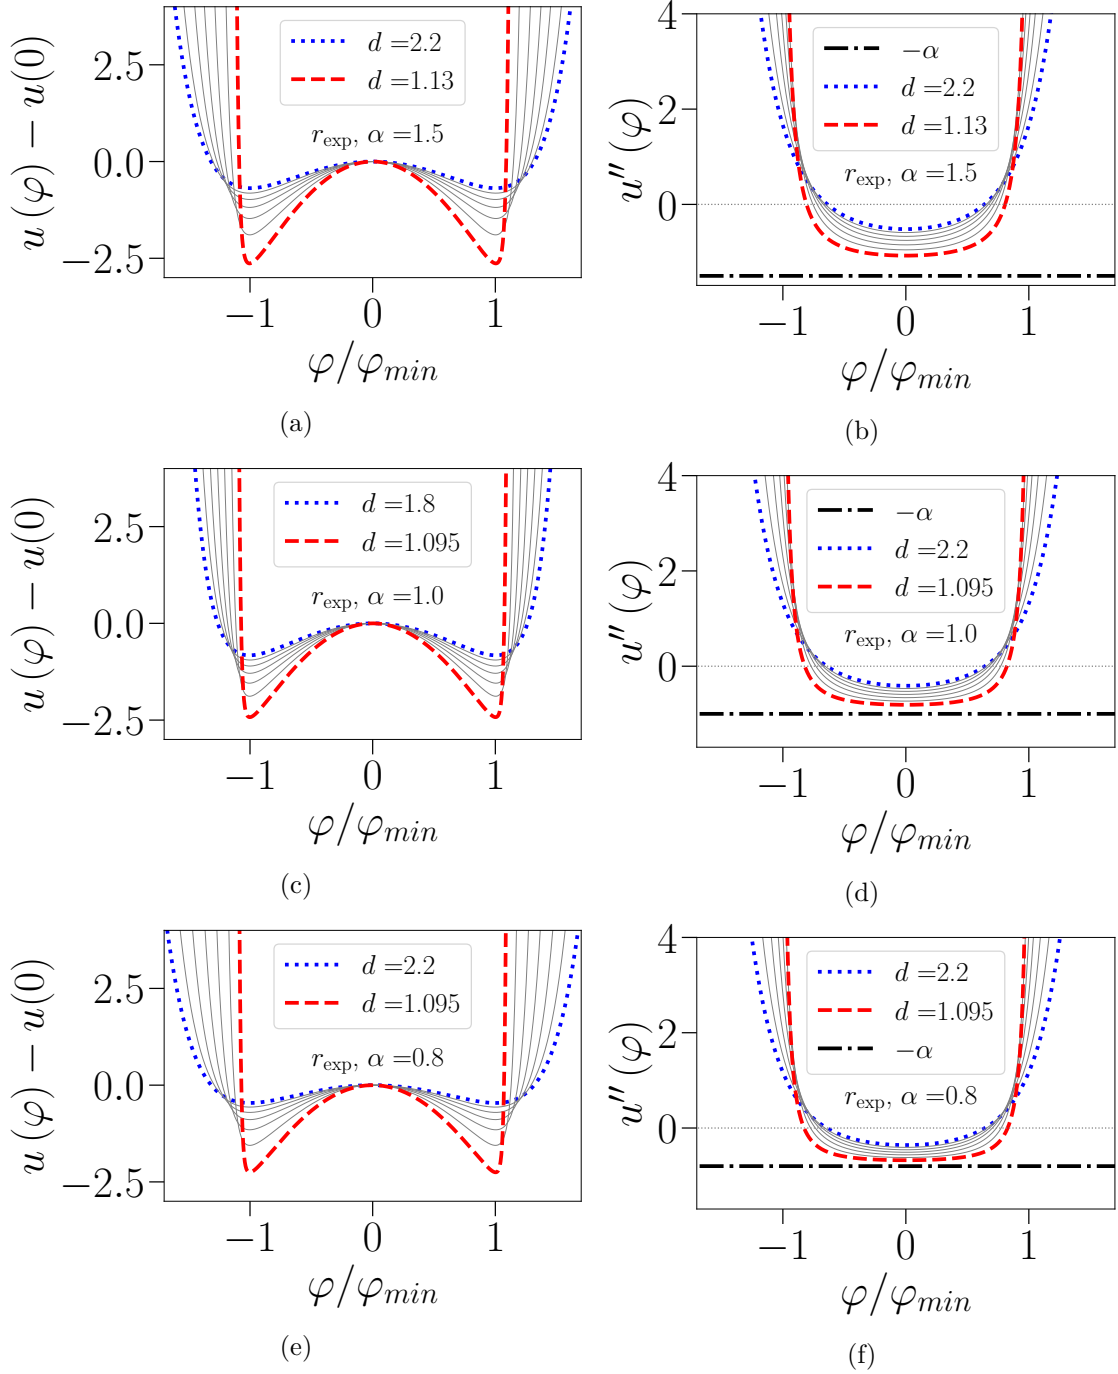 u(φ) − u(0)
2.5
0.0
−2.5
d =2.2
d =1.13
r_exp, α =1.5
−1 0 1
φ/φ_min
(a)
u′′(φ)
4
2
0
−α
d =2.2
d =1.13
r_exp, α =1.5
−1 0 1
φ/φ_min
(b)
u(φ) − u(0)
2.5
0.0
−2.5
d =1.8
d =1.095
r_exp, α =1.0
−1 0 1
φ/φ_min
(c)
u′′(φ)
4
2
0
−α
d =2.2
d =1.095
r_exp, α =1.0
−1 0 1
φ/φ_min
(d)
u(φ) − u(0)
2.5
0.0
−2.5
d =2.2
d =1.095
r_exp, α =0.8
−1 0 1
φ/φ_min
(e)
u′′(φ)
4
2
0
d =2.2
d =1.095
−α
r_exp, α =0.8
−1 0 1
φ/φ_min
(f)